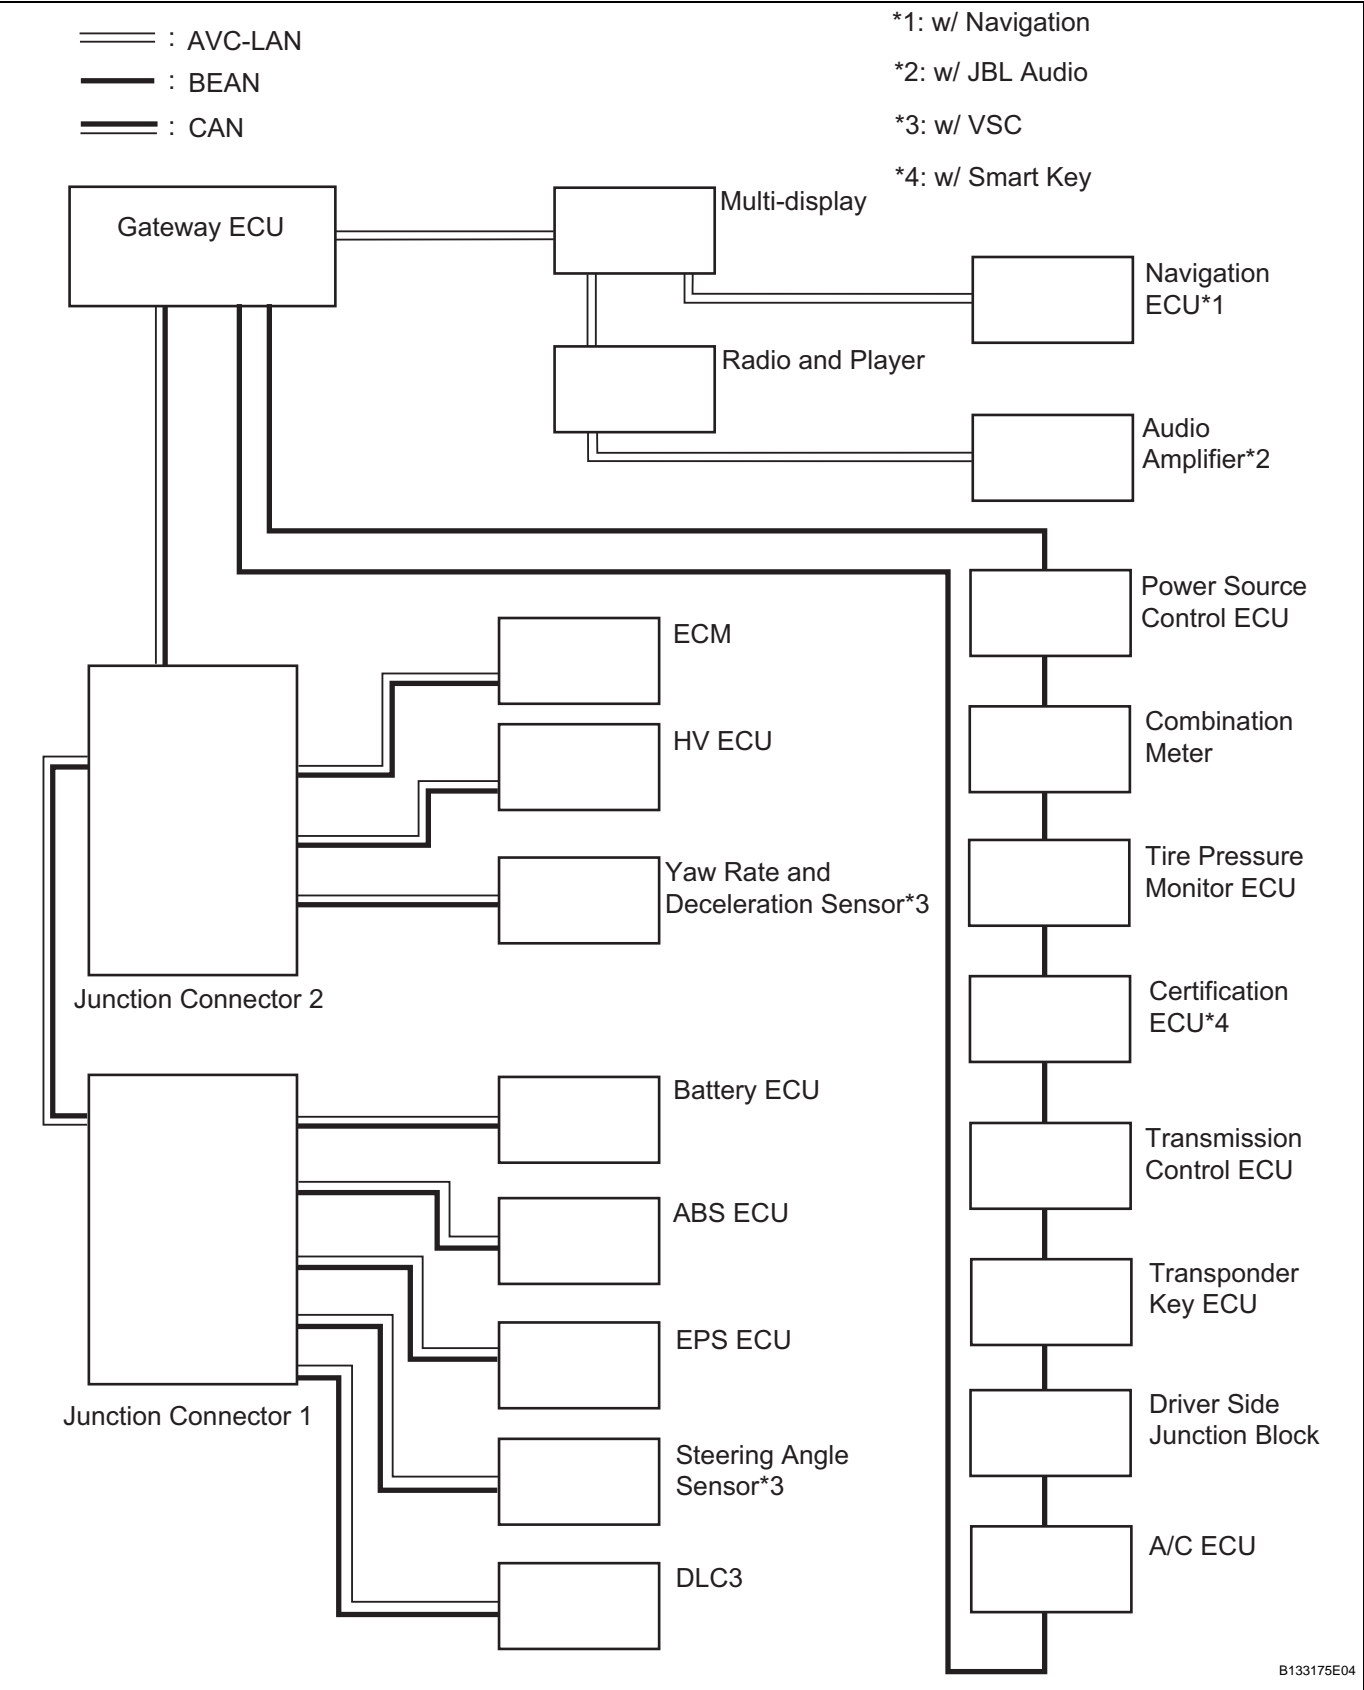 : AVC-LAN
: BEAN
: CAN
*1: w/ Navigation
*2: w/ JBL Audio
*3: w/ VSC
*4: w/ Smart Key
Gateway ECU
Multi-display
Navigation
ECU*1
Radio and Player
Audio
Amplifier*2
Power Source
Control ECU
ECM
Combination
Meter
HV ECU
Tire Pressure
Monitor ECU
Yaw Rate and
Deceleration Sensor*3
Junction Connector 2
Certification
ECU*4
Battery ECU
Transmission
Control ECU
ABS ECU
Transponder
Key ECU
EPS ECU
Junction Connector 1
Driver Side
Junction Block
Steering Angle
Sensor*3
A/C ECU
DLC3
B133175E04